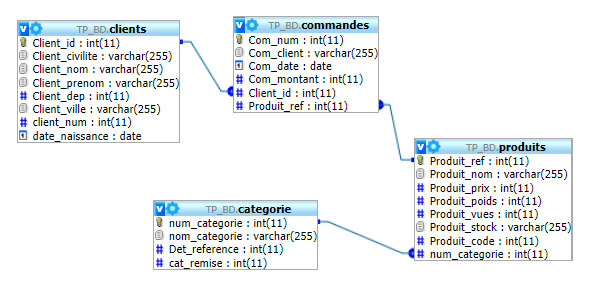 TP_BD.clients
Client_id : int(11)
Client_civilite : varchar(255)
Client_nom : varchar(255)
Client_prenom : varchar(255)
Client_dep : int(11)
Client_ville : varchar(255)
client_num : int(11)
date_naissance : date
TP_BD.commandes
Com_num : int(11)
Com_client : varchar(255)
Com_date : date
Com_montant : int(11)
Client_id : int(11)
Produit_ref : int(11)
TP_BD.produits
Produit_ref : int(11)
Produit_nom : varchar(255)
Produit_prix : int(11)
Produit_poids : int(11)
Produit_vues : int(11)
Produit_stock : varchar(255)
Produit_code : int(11)
num_categorie : int(11)
TP_BD.categorie
num_categorie : int(11)
nom_categorie : varchar(255)
Det_reference : int(11)
cat_remise : int(11)